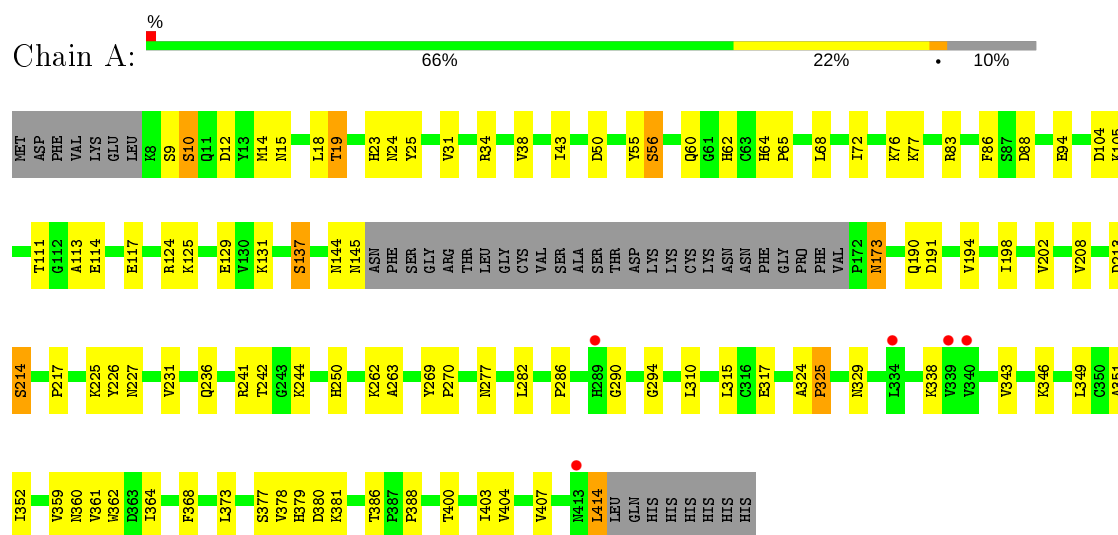 %
Chain A:
66% 22% • 10%
MET ASP PHE VAL LYS GLU LEU K8 S9 S10 Q11 D12 Y13 M14 N15 L18 T19 H23 N24 Y25 V31 R34 V38 I43 D50 Y55 S56 Q60 G61 H62 C63 H64 P65 L68 I72 K76 K77 R83 F86 S87 D88 E94 D104 K105
T111 G112 A113 E114 E117 R124 K125 E129 V130 K131 S137 N144 N145 ASN PHE SER GLY ARG THR LEU GLY CYS VAL SER ALA SER THR ASP LYS LYS CYS LYS ASN ASN PHE GLY PRO PHE VAL P172 N173 Q190 D191 V194 I198 V202 V208 D213
S214 P217 K225 Y226 N227 V231 Q236 R241 T242 G243 K244 H250 K262 A263 Y269 P270 N277 L282 P286 H289 G290 G294 L310 L315 C316 E317 A324 P325 N329 L334 K338 V339 V340 V343 K346 L349 C350 A351
I352 V359 N360 V361 W362 D363 I364 F368 L373 S377 V378 H379 D380 K381 T386 P387 P388 T400 I403 V404 V407 N413 L414 LEU GLN HIS HIS HIS HIS HIS HIS